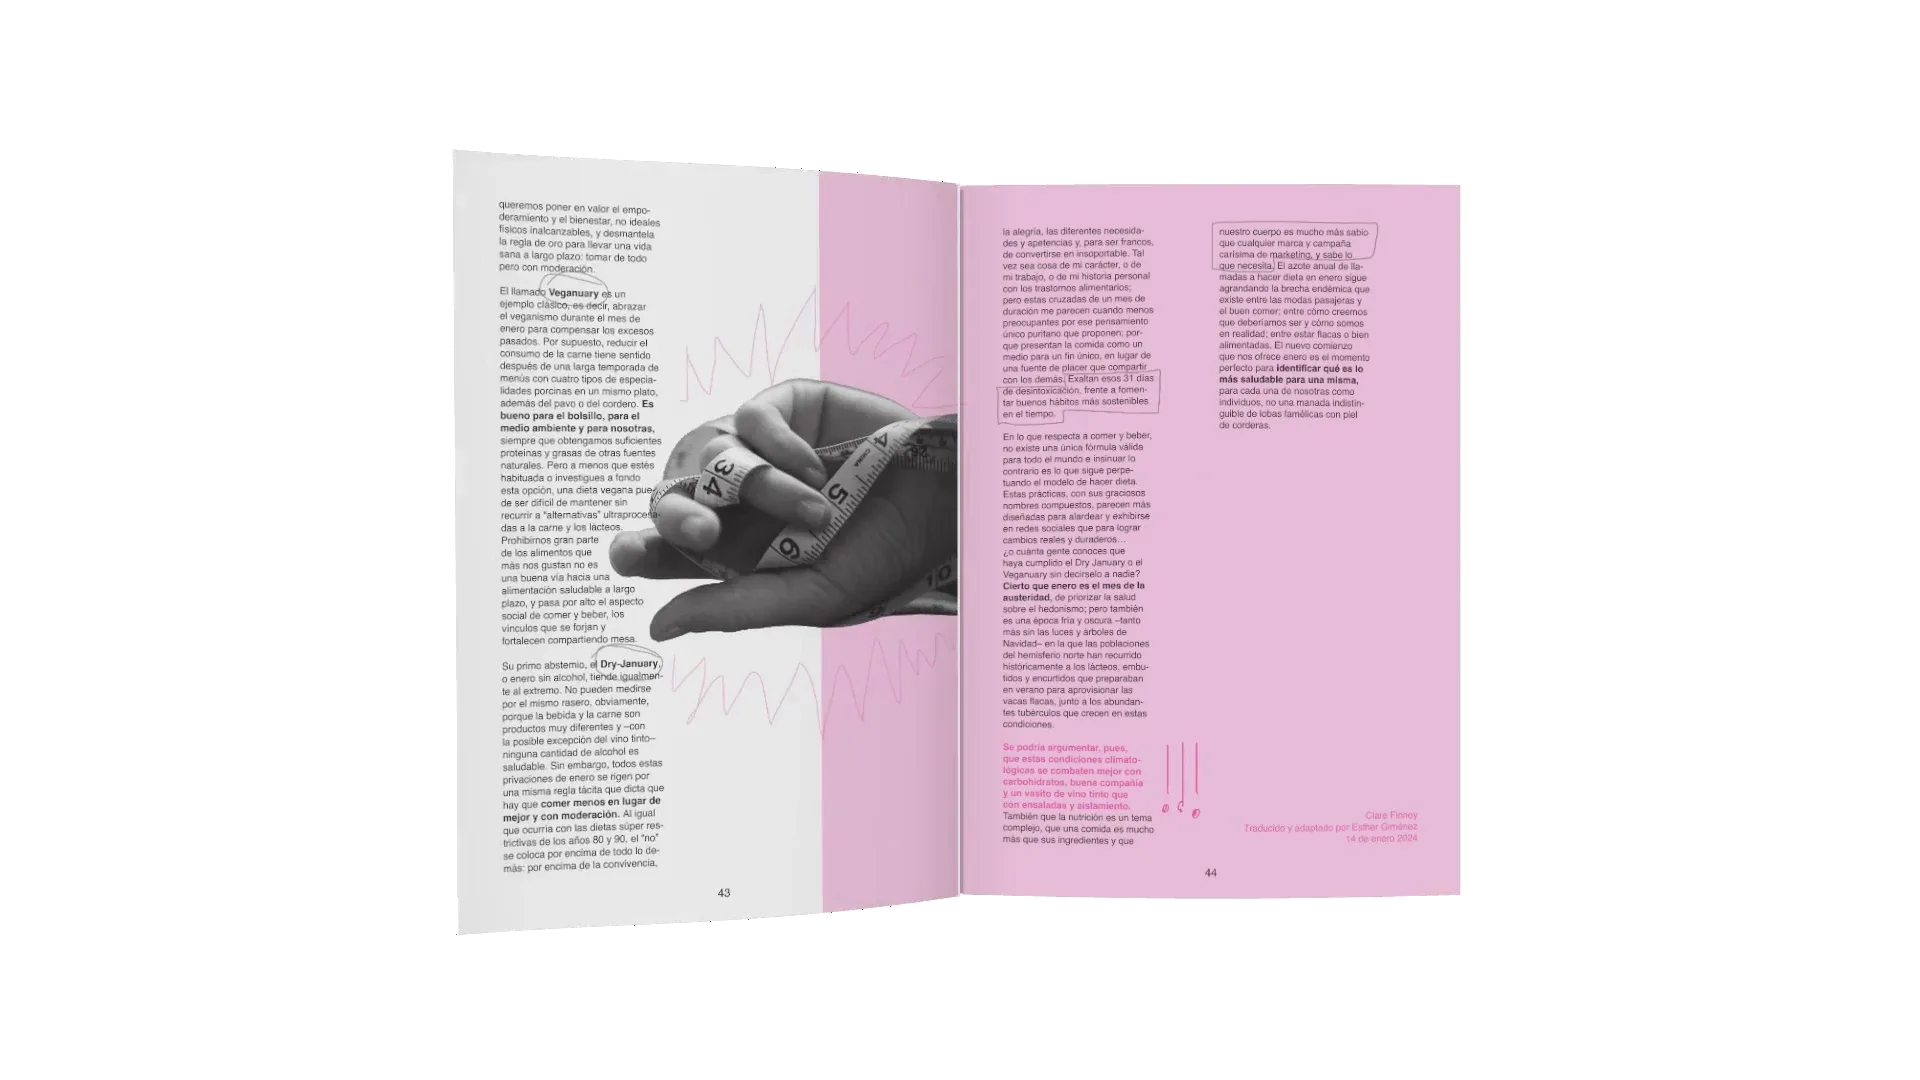 queremos poner en valor el empo-
deramiento y el bienestar, no ideales
físicos inalcanzables, y desmantela
la regla de oro para llevar una vida
sana a largo plazo: tomar de todo
pero con moderación.
El llamado Veganuary es un
ejemplo clásico, es decir, abrazar
el veganismo durante el mes de
enero para compensar los excesos
pasados. Por supuesto, reducir el
consumo de la carne tiene sentido
después de una larga temporada de
menús con cuatro tipos de especia-
lidades porcinas en un mismo plato,
además del pavo o del cordero. Es
bueno para el bolsillo, para el
medio ambiente y para nosotras,
siempre que obtengamos suficientes
proteínas y grasas de otras fuentes
naturales. Pero a menos que estés
habituada o investigues a fondo
esta opción, una dieta vegana pue-
de ser difícil de mantener sin
recurrir a “alternativas” ultraprocesa-
das a la carne y los lácteos.
Prohibirnos gran parte
de los alimentos que
más nos gustan no es
una buena vía hacia una
alimentación saludable a largo
plazo, y pasa por alto el aspecto
social de comer y beber, los
vínculos que se forjan y
fortalecen compartiendo mesa.
Su primo abstemio, el Dry-January,
o enero sin alcohol, tiende igualmen-
te al extremo. No pueden medirse
por el mismo rasero, obviamente,
porque la bebida y la carne son
productos muy diferentes y –con
la posible excepción del vino tinto–
ninguna cantidad de alcohol es
saludable. Sin embargo, todos estas
privaciones de enero se rigen por
una misma regla tácita que dicta que
hay que comer menos en lugar de
mejor y con moderación. Al igual
que ocurría con las dietas súper res-
trictivas de los años 80 y 90, el “no”
se coloca por encima de todo lo de-
más: por encima de la convivencia,
43
34
4
5
6
10
CHINA
la alegría, las diferentes necesida-
des y apetencias y, para ser francos,
de convertirse en insoportable. Tal
vez sea cosa de mi carácter, o de
mi trabajo, o de mi historia personal
con los trastornos alimentarios;
pero estas cruzadas de un mes de
duración me parecen cuando menos
preocupantes por ese pensamiento
único puritano que proponen; por-
que presentan la comida como un
medio para un fin único, en lugar de
una fuente de placer que compartir
con los demás. Exaltan esos 31 días
de desintoxicación, frente a fomen-
tar buenos hábitos más sostenibles
en el tiempo.
En lo que respecta a comer y beber,
no existe una única fórmula válida
para todo el mundo e insinuar lo
contrario es lo que sigue perpe-
tuando el modelo de hacer dieta.
Estas prácticas, con sus graciosos
nombres compuestos, parecen más
diseñadas para alardear y exhibirse
en redes sociales que para lograr
cambios reales y duraderos…
¿o cuánta gente conoces que
haya cumplido el Dry January o el
Veganuary sin decírselo a nadie?
Cierto que enero es el mes de la
austeridad, de priorizar la salud
sobre el hedonismo; pero también
es una época fría y oscura –tanto
más sin las luces y árboles de
Navidad– en la que las poblaciones
del hemisferio norte han recurrido
históricamente a los lácteos, embu-
tidos y encurtidos que preparaban
en verano para aprovisionar las
vacas flacas, junto a los abundan-
tes tubérculos que crecen en estas
condiciones.
Se podría argumentar, pues,
que estas condiciones climato-
lógicas se combaten mejor con
carbohidratos, buena compañía
y un vasito de vino tinto que
con ensaladas y aislamiento.
También que la nutrición es un tema
complejo, que una comida es mucho
más que sus ingredientes y que
nuestro cuerpo es mucho más sabio
que cualquier marca y campaña
carísima de marketing, y sabe lo
que necesita. El azote anual de lla-
madas a hacer dieta en enero sigue
agrandando la brecha endémica que
existe entre las modas pasajeras y
el buen comer; entre cómo creemos
que deberíamos ser y cómo somos
en realidad; entre estar flacas o bien
alimentadas. El nuevo comienzo
que nos ofrece enero es el momento
perfecto para identificar qué es lo
más saludable para una misma,
para cada una de nosotras como
individuos, no una manada indistin-
guible de lobas famélicas con piel
de corderas.
Clare Finney
Traducido y adaptado por Esther Giménez
14 de enero 2024
44